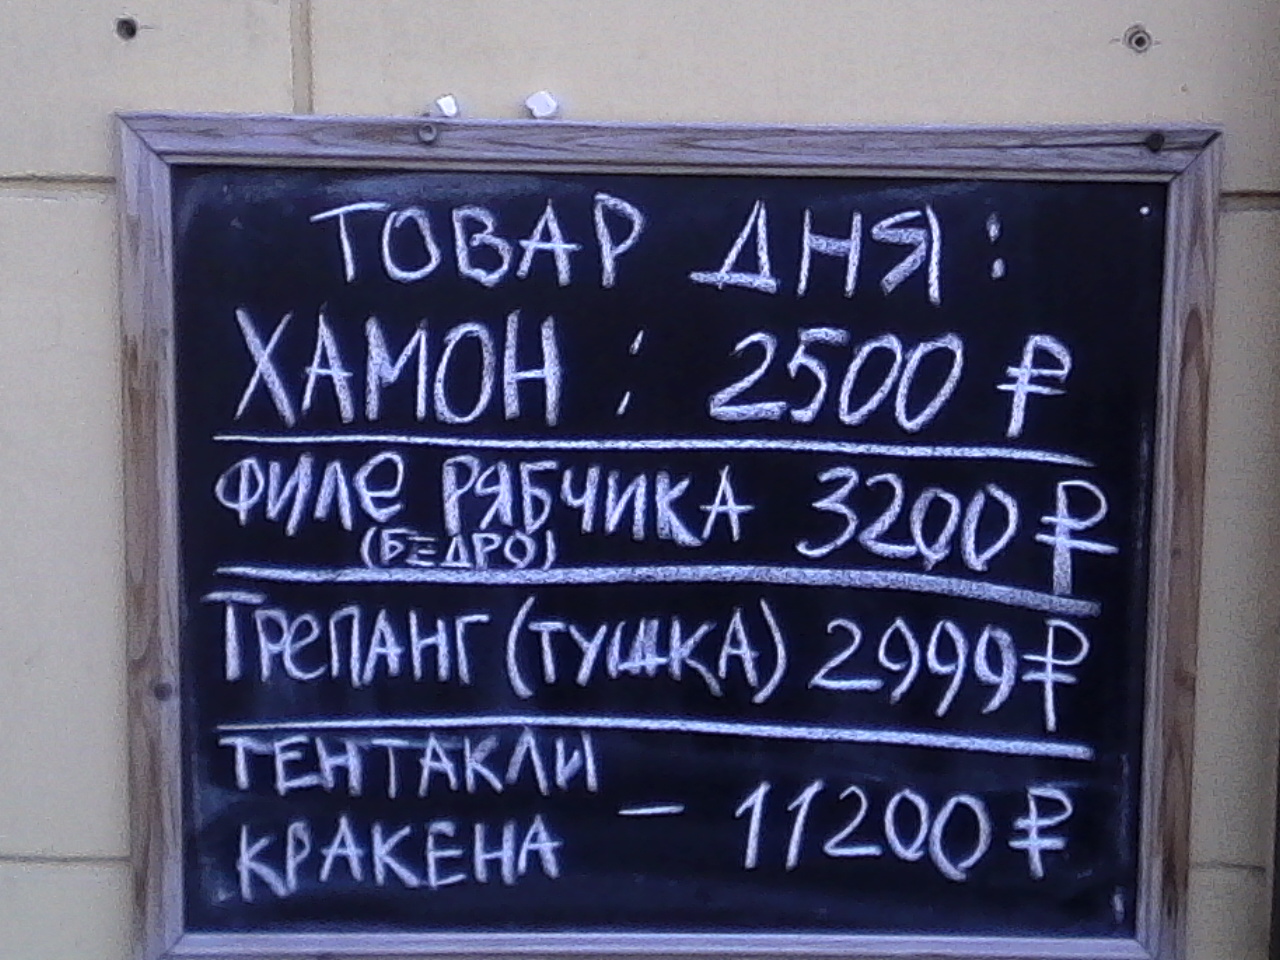 ТОВАР ДНЯ:
ХАМОН: 2500 ₽
ФИЛе РЯБЧИКА 3200 ₽
(БЕДРО)
ТРеПАНГ (ТУШКА) 2999 ₽
ТЕНТАКЛИ
КРАКЕНА – 11200 ₽